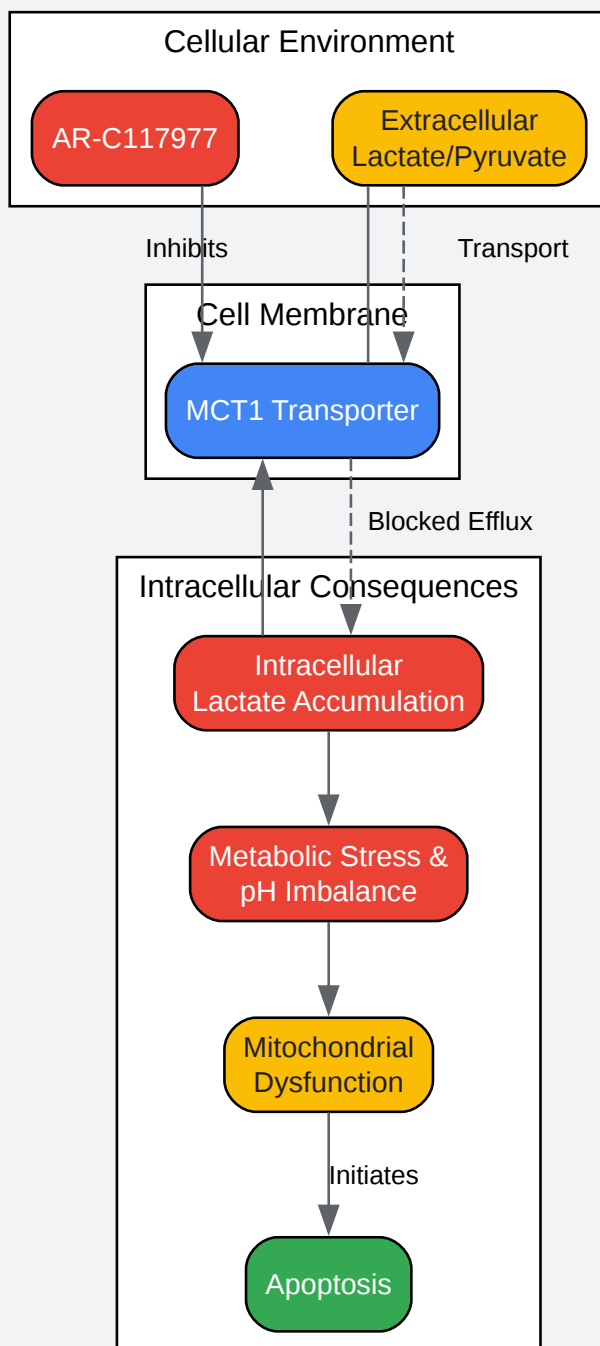 Cellular Environment
AR-C117977
Extracellular
Lactate/Pyruvate
Inhibits
Transport
Cell Membrane
MCT1 Transporter
Blocked Efflux
Intracellular Consequences
Intracellular
Lactate Accumulation
Metabolic Stress &
pH Imbalance
Mitochondrial
Dysfunction
Initiates
Apoptosis